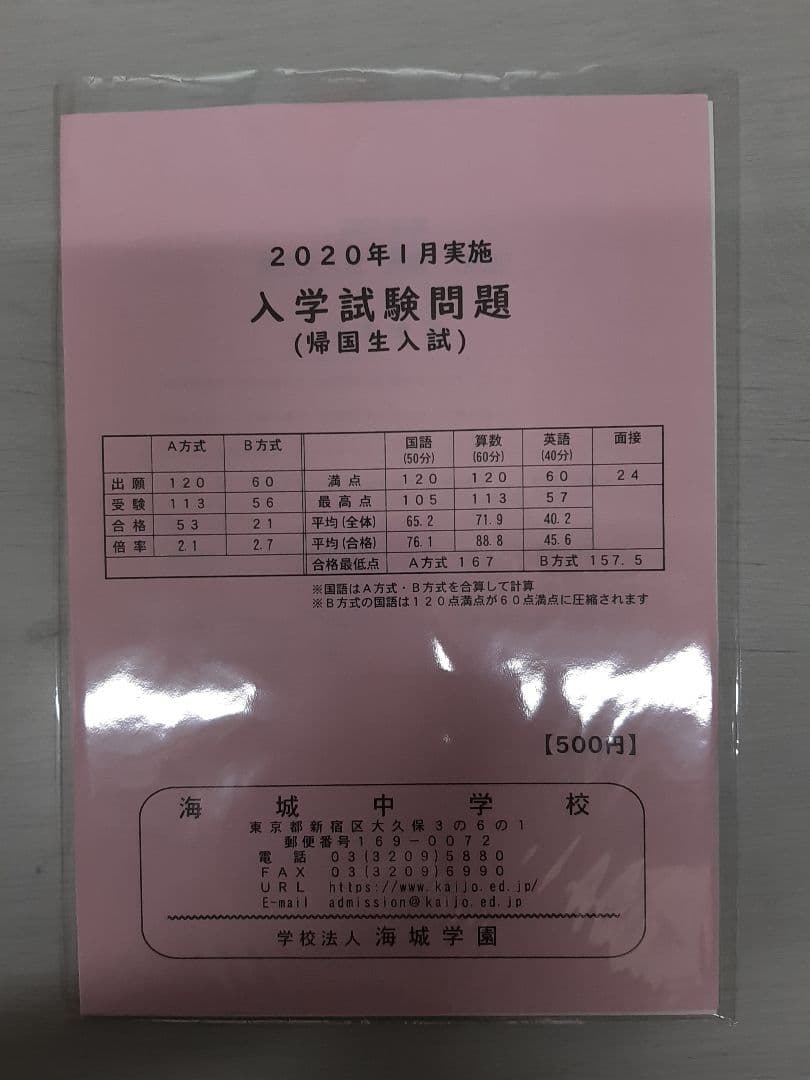 2020年1月実施
入学試験問題
(帰国生入試)
A方式 B方式 国語 算数 英語 面接
(50分) (60分) (40分)
出願 120 60 満点 120 120 60 24
受験 113 56 最高点 105 113 57
合格 53 21 平均(全体) 65.2 71.9 40.2
倍率 2.1 2.7 平均(合格) 76.1 88.8 45.6
合格最低点 A方式 167 B方式 157.5
※国語はA方式・B方式を合算して計算
※B方式の国語は120点満点が60点満点に圧縮されます
【500円】
海城中学校
東京都新宿区大久保3の6の1
郵便番号169-0072
電話 03(3209)5880
FAX 03(3209)6990
URL https://www.kaijo.ed.jp/
E-mail admission@kaijo.ed.jp
学校法人 海城学園